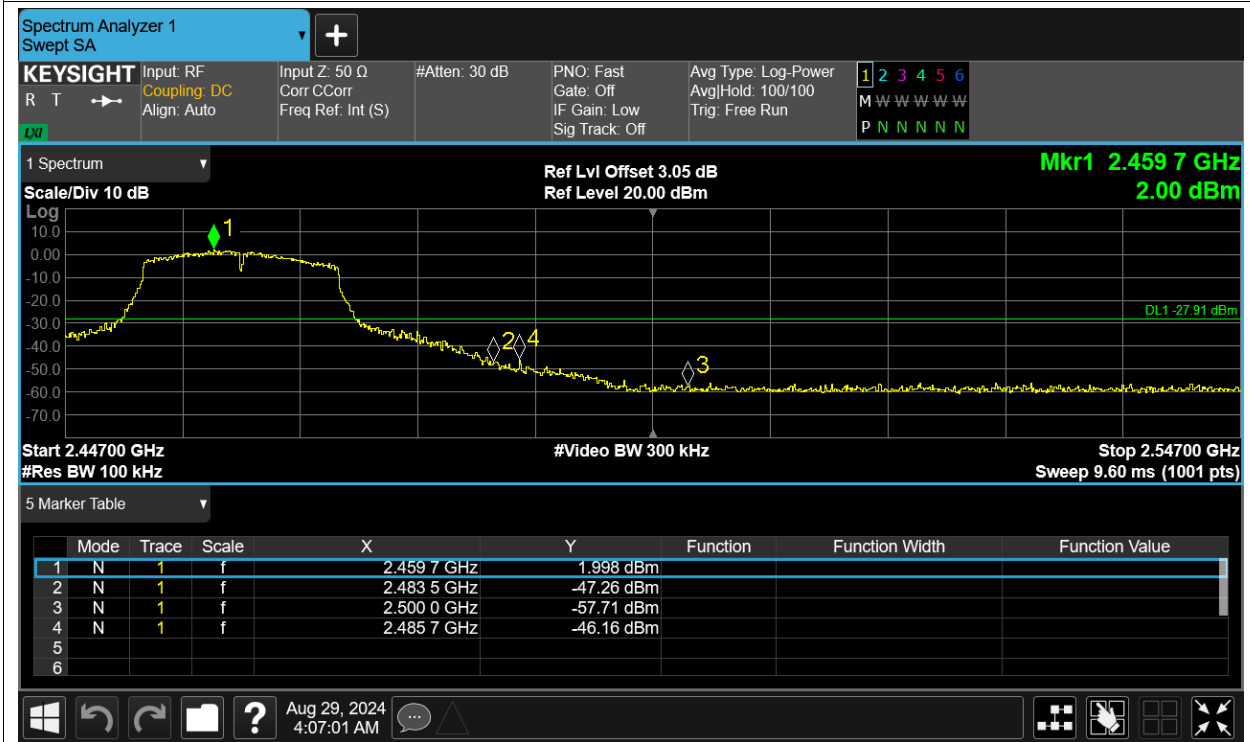 Spectrum Analyzer 1
Swept SA
+
KEYSIGHT Input: RF Input Z: 50 Ω #Atten: 30 dB PNO: Fast Avg Type: Log-Power 1 2 3 4 5 6
R T Coupling: DC Corr CCorr Gate: Off Avg|Hold: 100/100 M W W W W W
Align: Auto Freq Ref: Int (S) IF Gain: Low Trig: Free Run
LXI Sig Track: Off P N N N N N
1 Spectrum Ref Lvl Offset 3.05 dB Mkr1 2.459 7 GHz
Scale/Div 10 dB Ref Level 20.00 dBm 2.00 dBm
Log
10.0 1
0.00
-10.0
-20.0
DL1 -27.91 dBm
-30.0
-40.0 2 4
-50.0 3
-60.0
-70.0
Start 2.44700 GHz #Video BW 300 kHz Stop 2.54700 GHz
#Res BW 100 kHz Sweep 9.60 ms (1001 pts)
5 Marker Table
Mode Trace Scale X Y Function Function Width Function Value
1 N 1 f 2.459 7 GHz 1.998 dBm
2 N 1 f 2.483 5 GHz -47.26 dBm
3 N 1 f 2.500 0 GHz -57.71 dBm
4 N 1 f 2.485 7 GHz -46.16 dBm
5
6
? Aug 29, 2024
4:07:01 AM